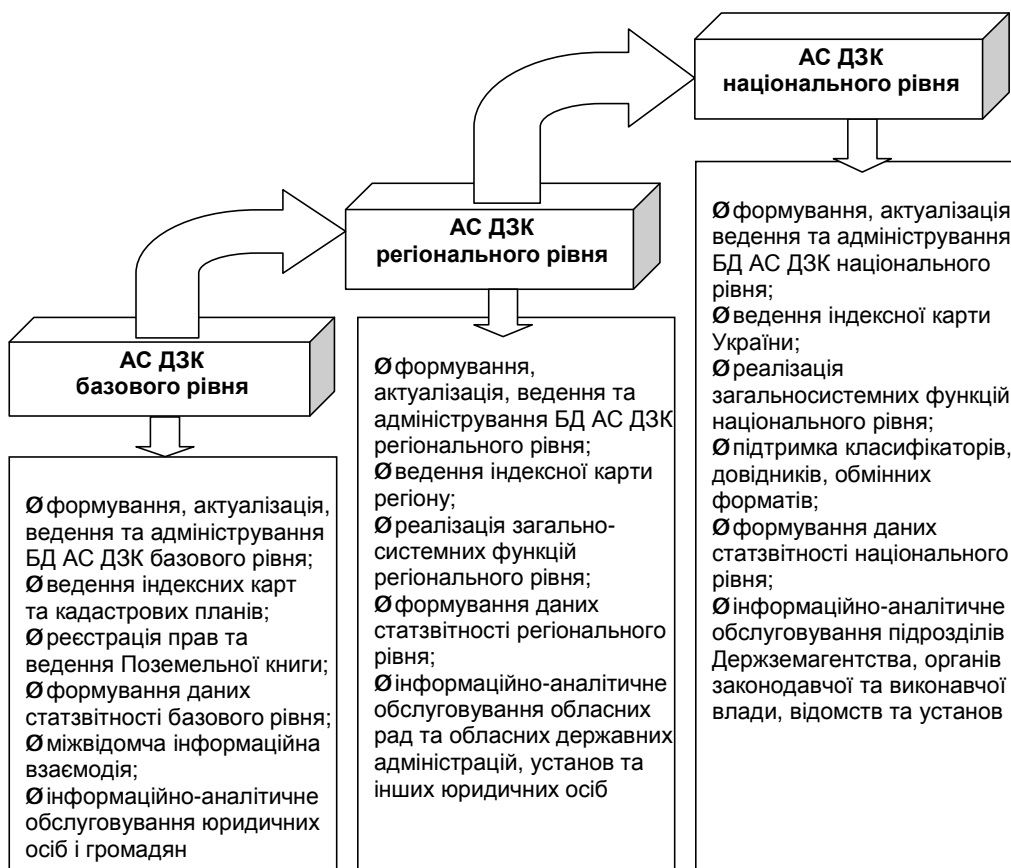 АС ДЗК
базового рівня
Øформування, актуалізація,
ведення та адміністрування
БД АС ДЗК базового рівня;
Øведення індексних карт
та кадастрових планів;
Øреєстрація прав та
ведення Поземельної книги;
Øформування даних
статзвітності базового рівня;
Øміжвідомча інформаційна
взаємодія;
Øінформаційно-аналітичне
обслуговування юридичних
осіб і громадян
АС ДЗК
регіонального рівня
Øформування,
актуалізація, ведення та
адміністрування БД АС ДЗК
регіонального рівня;
Øведення індексної карти
регіону;
Øреалізація загально-
системних функцій
регіонального рівня;
Øформування даних
статзвітності регіонального
рівня;
Øінформаційно-аналітичне
обслуговування обласних
рад та обласних державних
адміністрацій, установ та
інших юридичних осіб
АС ДЗК
національного рівня
Øформування, актуалізація
ведення та адміністрування
БД АС ДЗК національного
рівня;
Øведення індексної карти
України;
Øреалізація
загальносистемних функцій
національного рівня;
Øпідтримка класифікаторів,
довідників, обмінних
форматів;
Øформування даних
статзвітності національного
рівня;
Øінформаційно-аналітичне
обслуговування підрозділів
Держземагентства, органів
законодавчої та виконавчої
влади, відомств та установ